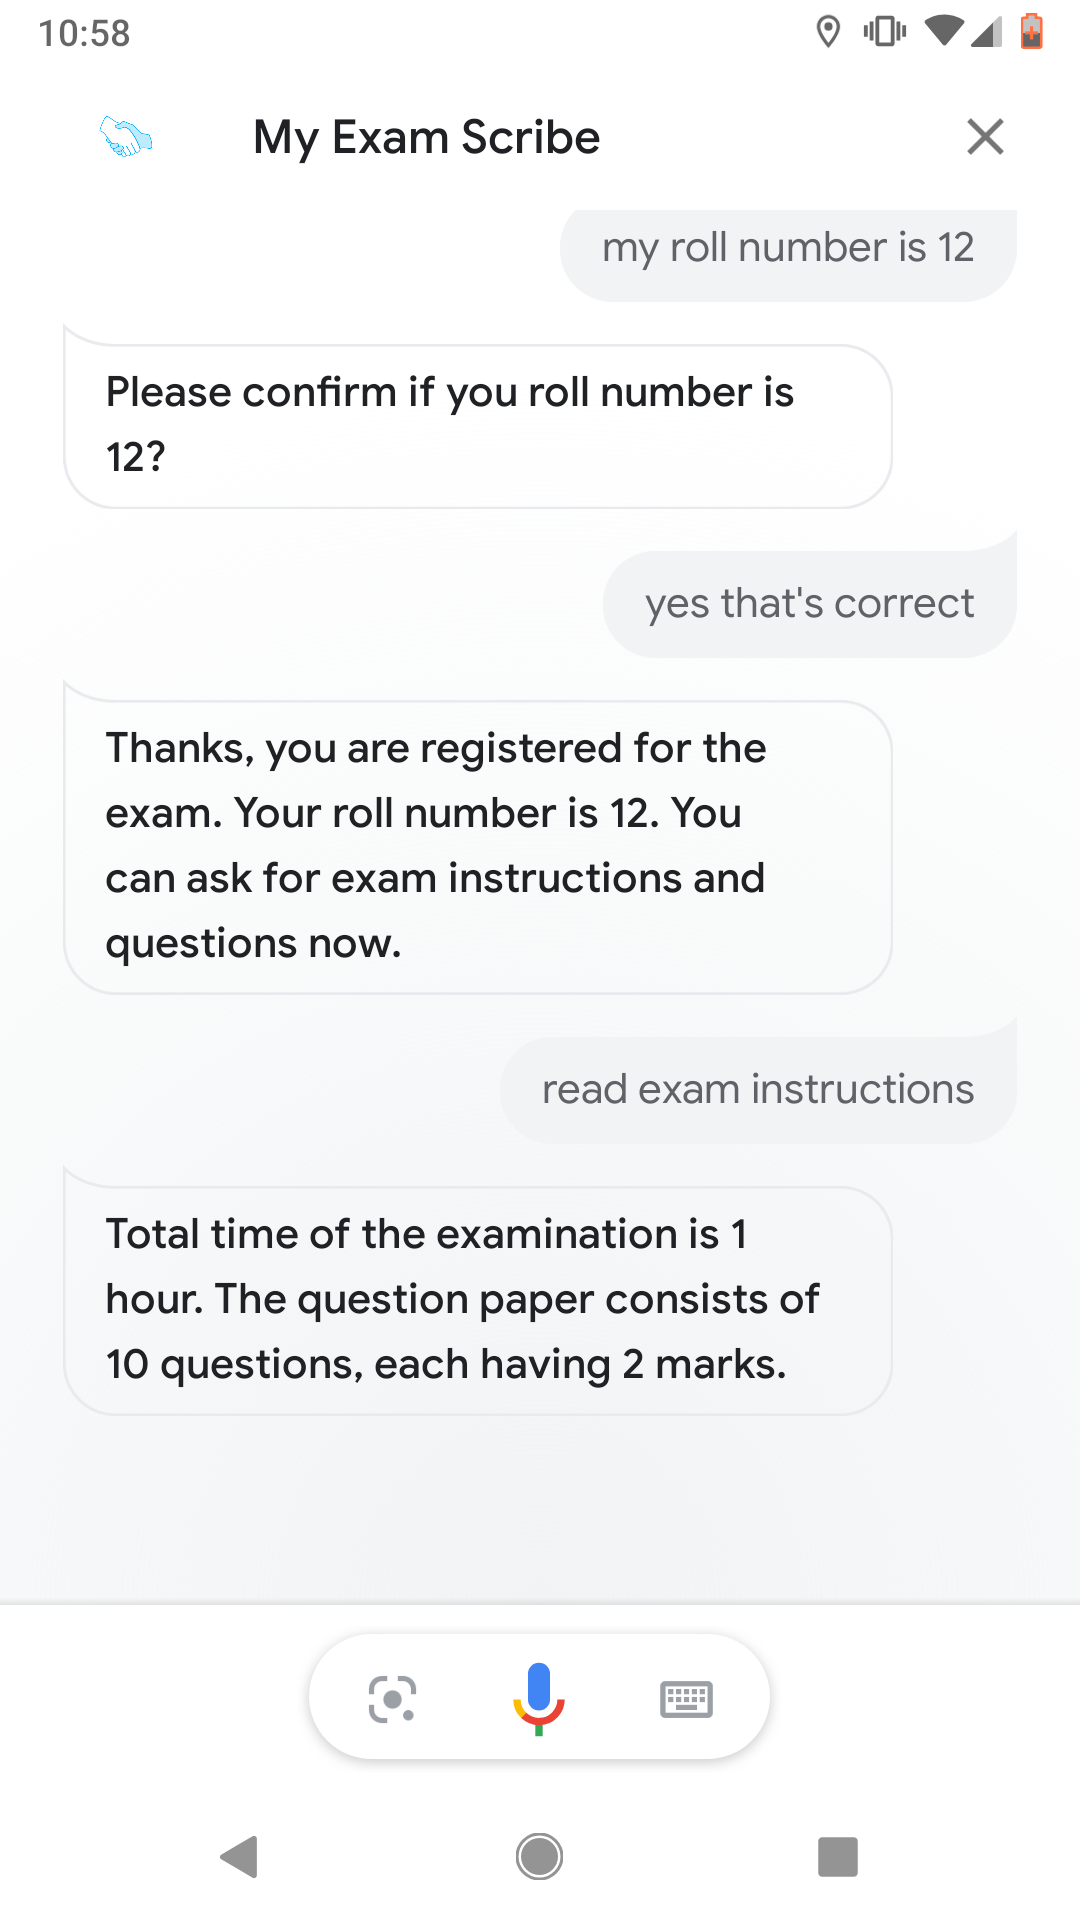 10:58
My Exam Scribe
my roll number is 12
Please confirm if you roll number is
12?
yes that's correct
Thanks, you are registered for the
exam. Your roll number is 12. You
can ask for exam instructions and
questions now.
read exam instructions
Total time of the examination is 1
hour. The question paper consists of
10 questions, each having 2 marks.